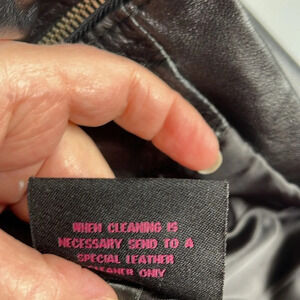 WHEN CLEANING IS
NECESSARY SEND TO A
SPECIAL LEATHER
CLEANER ONLY